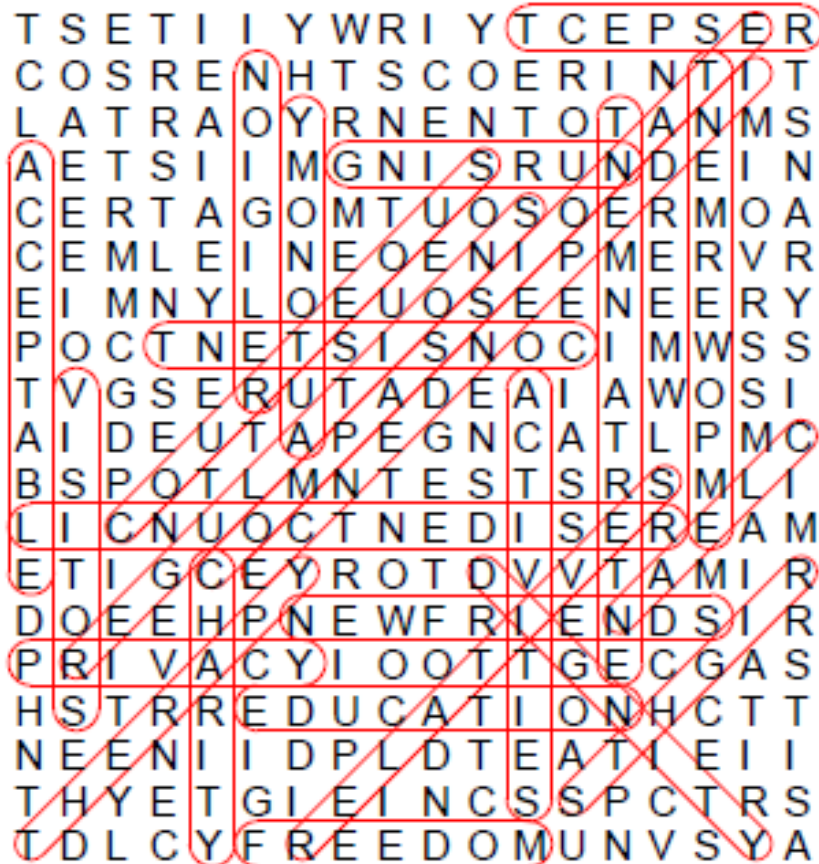 T S E T I I Y W R I Y T C E P S E R
C O S R E N H T S C O E R I N T I T
L A T R A O Y R N E N T O T A N M S
A E T S I I M G N I S R U N D E I N
C E R T A G O M T U O S O E R M O A
C E M L E I N E O E N I P M E R V R
E I M N Y L O E U O S E E N E E R Y
P O C T N E T S I S N O C I M W S S
T V G S E R U T A D E A I A W O S I
A I D E U T A P E G N C A T L P M C
B S P O T L M N T E S T S R S M L I
L I C N U O C T N E D I S E R E A M
E T I G C E Y R O T D V V T A M I R
D O E E H P N E W F R I E N D S I R
P R I V A C Y I O O T T G E C G A S
H S T R R E D U C A T I O N H C T T
N E E N I I D P L D T E A T I E I I
T H Y E T G I E I N C S S P C T R S
T D L C Y F R E E D O M U N V S Y A